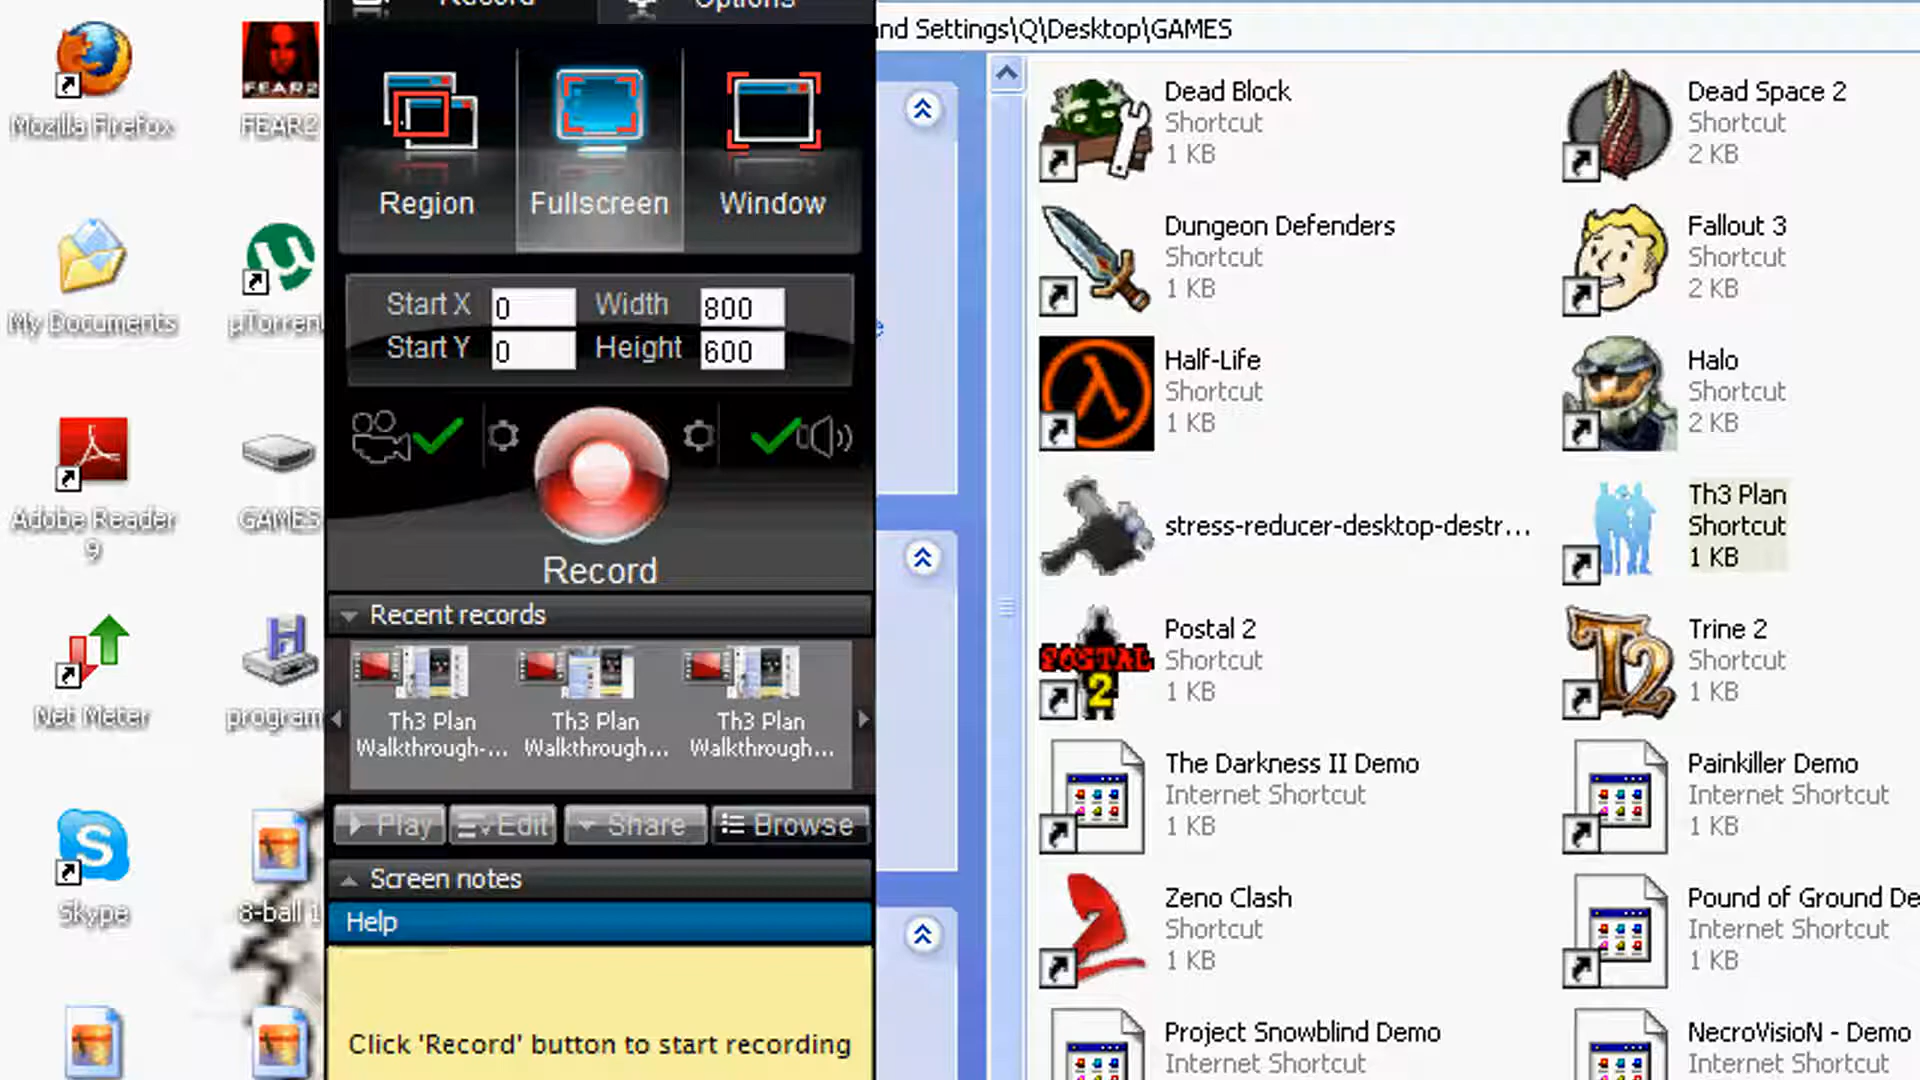 Record
Options
nd Settings\Q\Desktop\GAMES
Mozilla Firefox
FEAR2
FEAR2
My Documents
µTorrent
Adobe Reader
9
GAMES
Net Meter
program
Skype
8-ball 1
Region
Fullscreen
Window
Start X 0 Width 800
Start Y 0 Height 600
Record
Recent records
Th3 Plan
Walkthrough-...
Th3 Plan
Walkthrough...
Th3 Plan
Walkthrough...
Play
Edit
Share
Browse
Screen notes
Help
Click 'Record' button to start recording
Dead Block
Shortcut
1 KB
Dead Space 2
Shortcut
2 KB
Dungeon Defenders
Shortcut
1 KB
Fallout 3
Shortcut
2 KB
Half-Life
Shortcut
1 KB
Halo
Shortcut
2 KB
stress-reducer-desktop-destr...
Th3 Plan
Shortcut
1 KB
POSTAL
2
Postal 2
Shortcut
1 KB
T2
Trine 2
Shortcut
1 KB
The Darkness II Demo
Internet Shortcut
1 KB
Painkiller Demo
Internet Shortcut
1 KB
Zeno Clash
Shortcut
1 KB
Pound of Ground De
Internet Shortcut
1 KB
Project Snowblind Demo
Internet Shortcut
NecroVisioN - Demo
Internet Shortcut